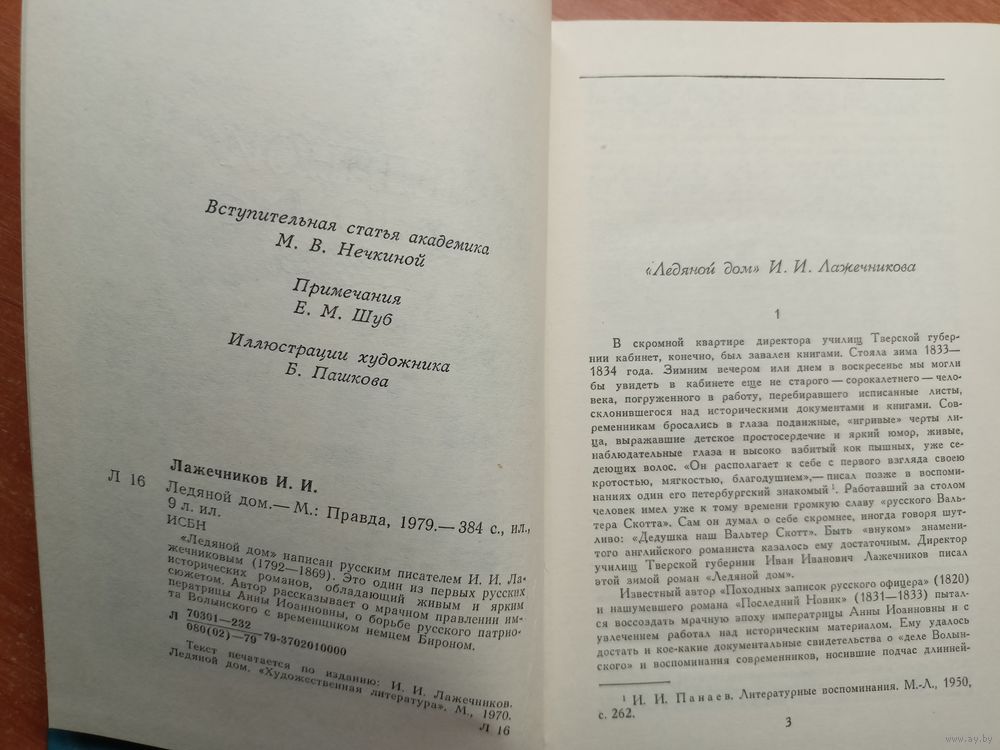 Вступительная статья академика
М. В. Нечкиной
Примечания
Е. М. Шуб
Иллюстрации художника
Б. Пашкова
Лажечников И. И.
Л 16
Ледяной дом.— М.: Правда, 1979.— 384 с., ил.,
9 л. ил.
ИСБН
«Ледяной дом» написан русским писателем И. И. Ла-
жечниковым (1792—1869). Это один из первых русских
исторических романов, обладающий живым и ярким
сюжетом. Автор рассказывает о мрачном правлении им-
ператрицы Анны Иоанновны, о борьбе русского патрио-
та Волынского с временщиком немцем Бироном.
Л 70301—232
080(02)—79 79-3702010000
Текст печатается по изданию: И. И. Лажечников.
Ледяной дом. «Художественная литература». М., 1970.
Л 16
«Ледяной дом» И. И. Лажечникова
1
В скромной квартире директора училищ Тверской губер-
нии кабинет, конечно, был завален книгами. Стояла зима 1833—
1834 года. Зимним вечером или днем в воскресенье мы могли
бы увидеть в кабинете еще не старого — сорокалетнего — чело-
века, погруженного в работу, перебиравшего исписанные листы,
склонившегося над историческими документами и книгами. Сов-
ременникам бросались в глаза подвижные, «игривые» черты ли-
ца, выражавшие детское простосердечие и яркий юмор, живые,
наблюдательные глаза и высоко взбитый кок пышных, уже се-
деющих волос. «Он располагает к себе с первого взгляда своею
кротостью, мягкостью, благодушием»,— писал позже в воспоми-
наниях один его петербургский знакомый 1. Работавший за столом
человек имел уже к тому времени громкую славу «русского Валь-
тера Скотта». Сам он думал о себе скромнее, иногда говоря шут-
ливо: «Дедушка наш Вальтер Скотт». Быть «внуком» знамени-
того английского романиста казалось ему достаточным. Директор
училищ Тверской губернии Иван Иванович Лажечников писал
этой зимой роман «Ледяной дом».
Известный автор «Походных записок русского офицера» (1820)
и нашумевшего романа «Последний Новик» (1831—1833) пытал-
ся воссоздать мрачную эпоху императрицы Анны Иоанновны и с
увлечением работал над историческим материалом. Ему удалось
достать и кое-какие документальные свидетельства о «деле Волын-
ского» и воспоминания современников, носившие подчас длинней-
1 И. И. Панаев. Литературные воспоминания. М.-Л., 1950,
с. 262.
3
www.ay.by